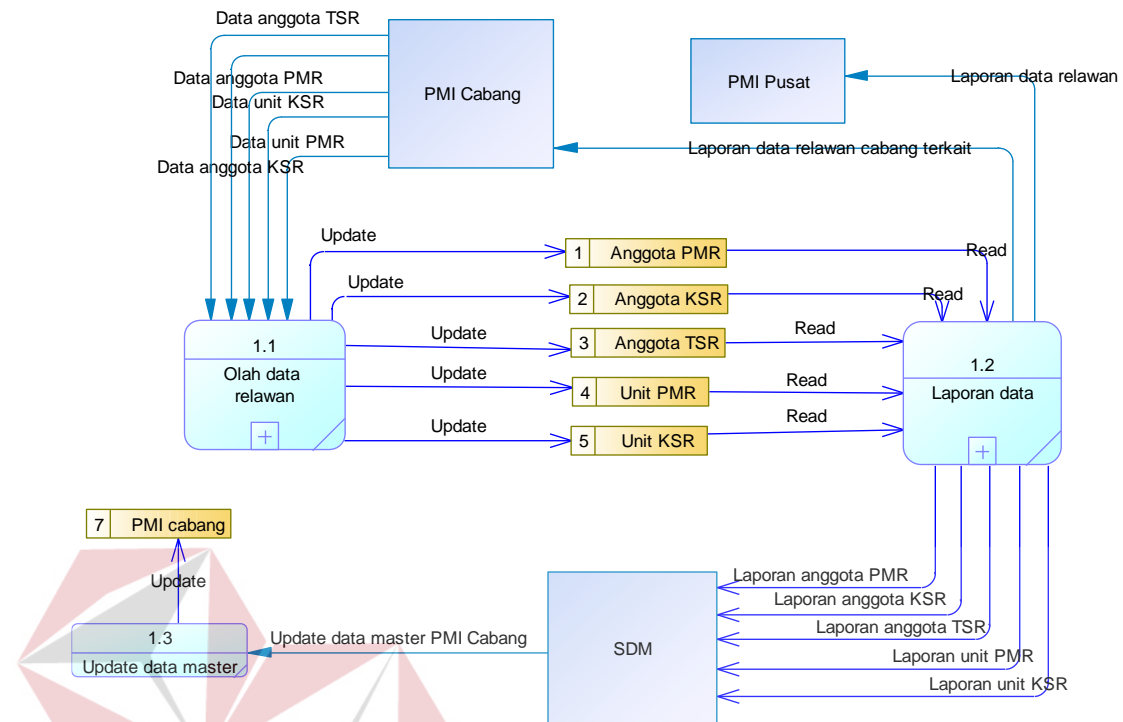 Data anggota TSR
Data anggota PMR
Data unit KSR
Data unit PMR
Data anggota KSR
PMI Cabang
PMI Pusat
Laporan data relawan
Laporan data relawan cabang terkait
Update
1 Anggota PMR
Read
Update
2 Anggota KSR
Read
Update
3 Anggota TSR
Read
Update
4 Unit PMR
Read
Update
5 Unit KSR
Read
1.1
Olah data
relawan
1.2
Laporan data
7 PMI cabang
Update
1.3
Update data master
Update data master PMI Cabang
SDM
Laporan anggota PMR
Laporan anggota KSR
Laporan anggota TSR
Laporan unit PMR
Laporan unit KSR